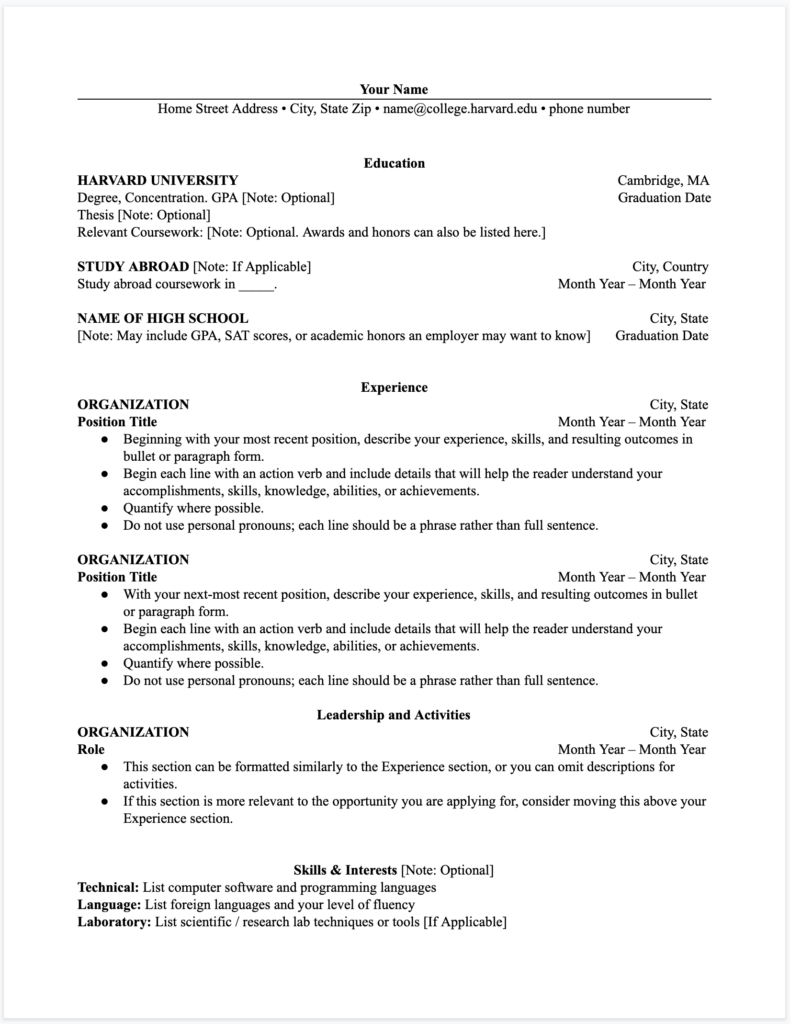 Your Name
Home Street Address • City, State Zip • name@college.harvard.edu • phone number
Education
HARVARD UNIVERSITY Cambridge, MA
Degree, Concentration. GPA [Note: Optional] Graduation Date
Thesis [Note: Optional]
Relevant Coursework: [Note: Optional. Awards and honors can also be listed here.]
STUDY ABROAD [Note: If Applicable] City, Country
Study abroad coursework in _____. Month Year – Month Year
NAME OF HIGH SCHOOL City, State
[Note: May include GPA, SAT scores, or academic honors an employer may want to know] Graduation Date
Experience
ORGANIZATION City, State
Position Title Month Year – Month Year
● Beginning with your most recent position, describe your experience, skills, and resulting outcomes in
bullet or paragraph form.
● Begin each line with an action verb and include details that will help the reader understand your
accomplishments, skills, knowledge, abilities, or achievements.
● Quantify where possible.
● Do not use personal pronouns; each line should be a phrase rather than full sentence.
ORGANIZATION City, State
Position Title Month Year – Month Year
● With your next-most recent position, describe your experience, skills, and resulting outcomes in bullet
or paragraph form.
● Begin each line with an action verb and include details that will help the reader understand your
accomplishments, skills, knowledge, abilities, or achievements.
● Quantify where possible.
● Do not use personal pronouns; each line should be a phrase rather than full sentence.
Leadership and Activities
ORGANIZATION City, State
Role Month Year – Month Year
● This section can be formatted similarly to the Experience section, or you can omit descriptions for
activities.
● If this section is more relevant to the opportunity you are applying for, consider moving this above your
Experience section.
Skills & Interests [Note: Optional]
Technical: List computer software and programming languages
Language: List foreign languages and your level of fluency
Laboratory: List scientific / research lab techniques or tools [If Applicable]